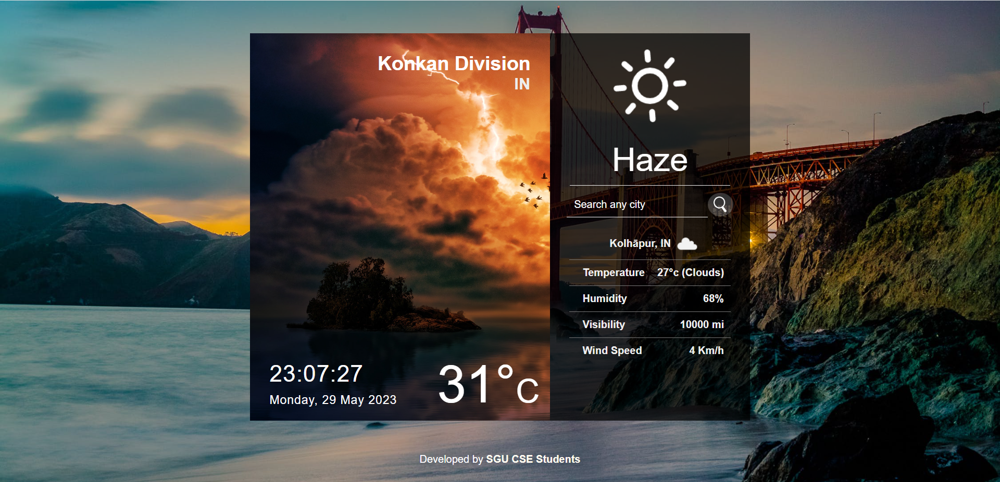 Konkan Division
IN
23:07:27
Monday, 29 May 2023
31°C
Haze
Search any city
Kolhāpur, IN
Temperature 27°c (Clouds)
Humidity 68%
Visibility 10000 mi
Wind Speed 4 Km/h
Developed by SGU CSE Students